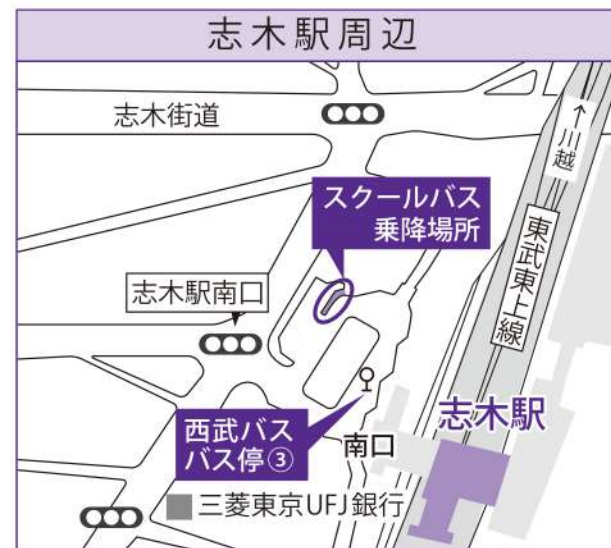 志木駅周辺
志木街道
↑川越
スクールバス
乗降場所
東武東上線
志木駅南口
志木駅
西武バス
バス停③
南口
三菱東京UFJ銀行